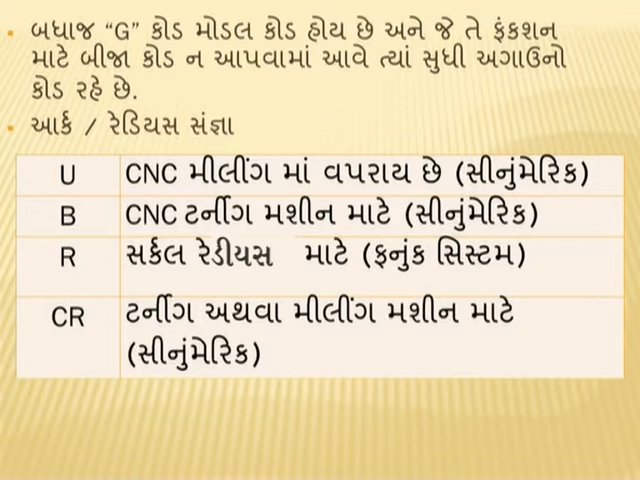 બધાજ “G” કોડ મોડલ કોડ હોય છે અને જે તે ફંકશન
માટે બીજા કોડ ન આપવામાં આવે ત્યાં સુધી અગાઉનો
કોડ રહે છે.
આર્ક / રેડિયસ સંજ્ઞા
U CNC મીલીંગ માં વપરાય છે (સીનુંમેરિક)
B CNC ટર્નીગ મશીન માટે (સીનુંમેરિક)
R સર્કલ રેડીયસ માટે (ફનુંક સિસ્ટમ)
CR ટર્નીગ અથવા મીલીંગ મશીન માટે
(સીનુંમેરિક)